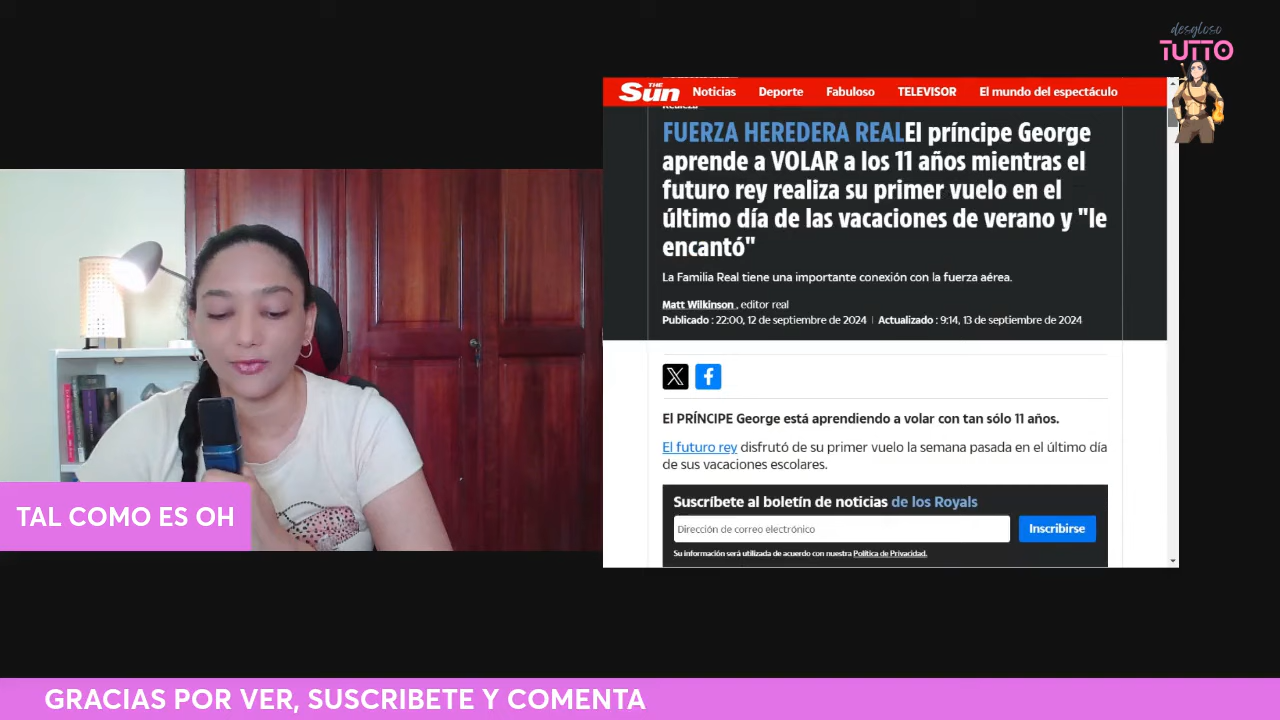 desgloso
TUTTO
THE Sun Noticias Deporte Fabuloso TELEVISOR El mundo del espectáculo
Realeza
FUERZA HEREDERA REALEl príncipe George
aprende a VOLAR a los 11 años mientras el
futuro rey realiza su primer vuelo en el
último día de las vacaciones de verano y "le
encantó"
La Familia Real tiene una importante conexión con la fuerza aérea.
Matt Wilkinson , editor real
Publicado : 22:00, 12 de septiembre de 2024 | Actualizado : 9:14, 13 de septiembre de 2024
El PRÍNCIPE George está aprendiendo a volar con tan sólo 11 años.
El futuro rey disfrutó de su primer vuelo la semana pasada en el último día
de sus vacaciones escolares.
Suscríbete al boletín de noticias de los Royals
Dirección de correo electrónico
Inscribirse
Su información será utilizada de acuerdo con nuestra Política de Privacidad.
TAL COMO ES OH
GRACIAS POR VER, SUSCRIBETE Y COMENTA